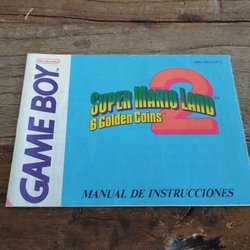 Nintendo
GAME BOY
SUPER MARIO LAND 2
6 Golden Coins
MANUAL DE INSTRUCCIONES